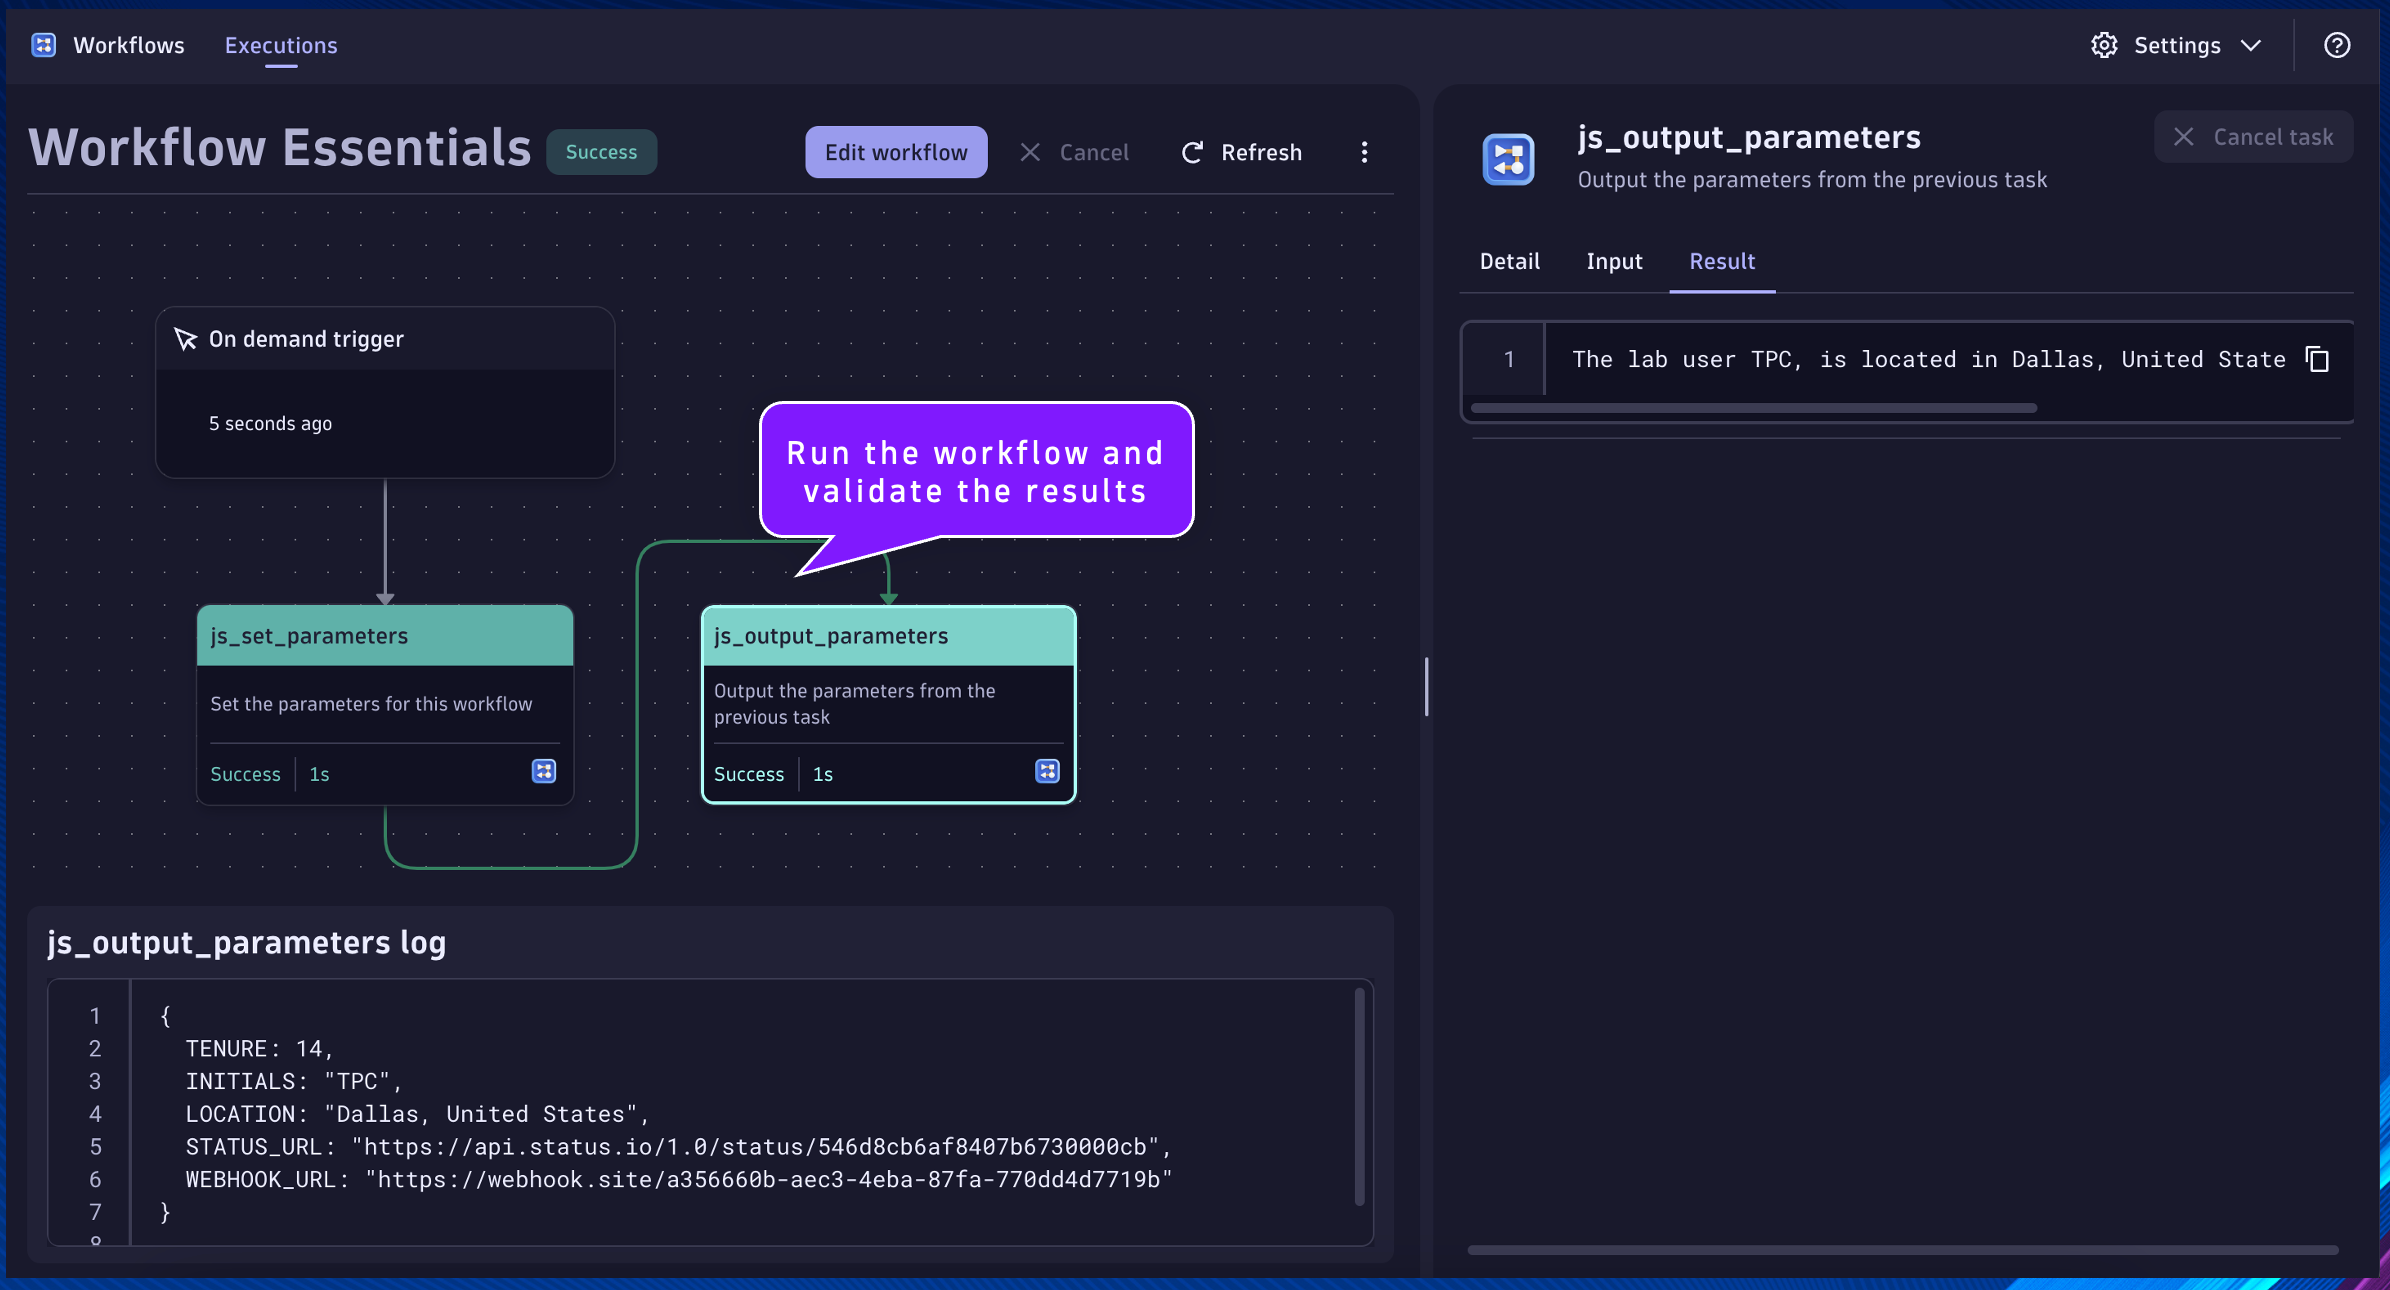 Workflows
Executions
Settings
Workflow Essentials
Success
Edit workflow
Cancel
Refresh
On demand trigger
5 seconds ago
Run the workflow and
validate the results
js_set_parameters
Set the parameters for this workflow
Success
1s
js_output_parameters
Output the parameters from the
previous task
Success
1s
js_output_parameters log
1 {
2 TENURE: 14,
3 INITIALS: "TPC",
4 LOCATION: "Dallas, United States",
5 STATUS_URL: "https://api.status.io/1.0/status/546d8cb6af8407b6730000cb",
6 WEBHOOK_URL: "https://webhook.site/a356660b-aec3-4eba-87fa-770dd4d7719b"
7 }
8
js_output_parameters
Output the parameters from the previous task
Cancel task
Detail
Input
Result
1 The lab user TPC, is located in Dallas, United State